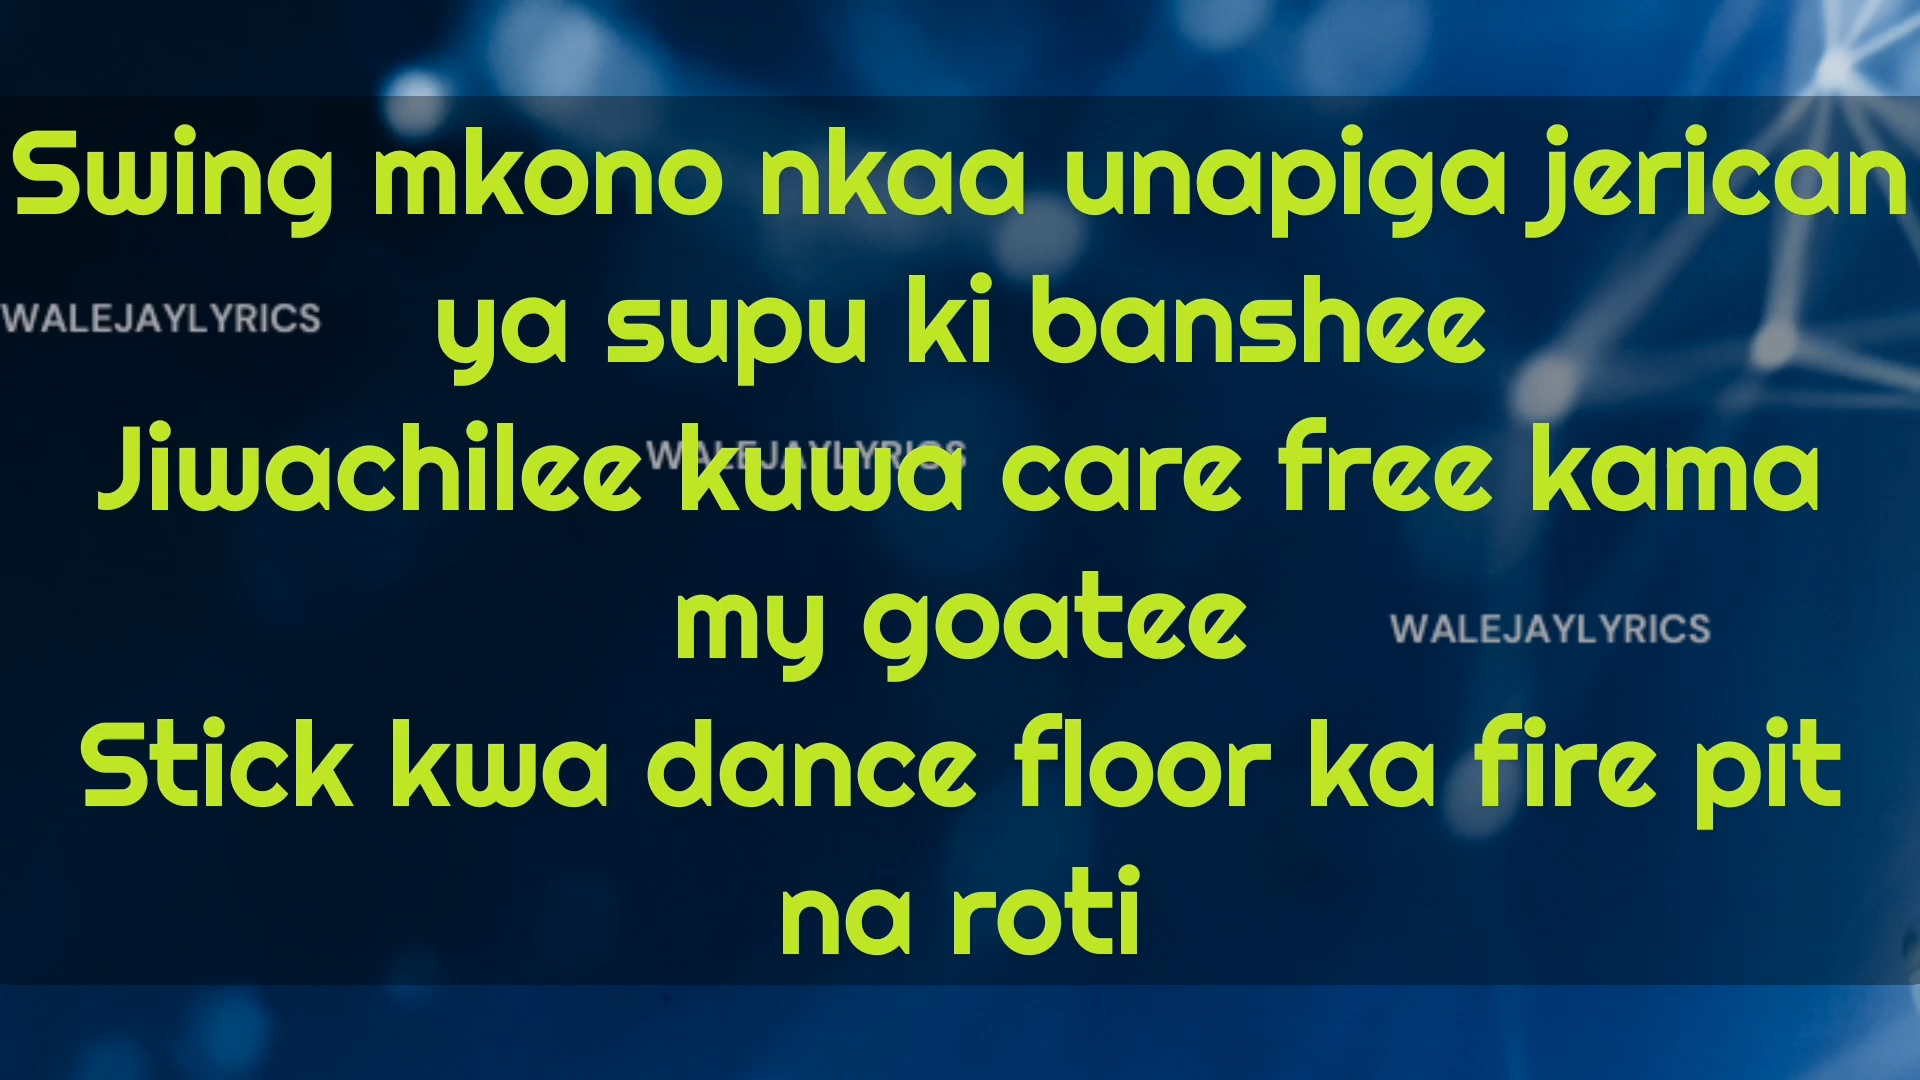 Swing mkono nkaa unapiga jerican
ya supu ki banshee
WALEJAYLYRICS
Jiwachilee kuwa care free kama
WALEJAYLYRICS
my goatee
WALEJAYLYRICS
Stick kwa dance floor ka fire pit
na roti